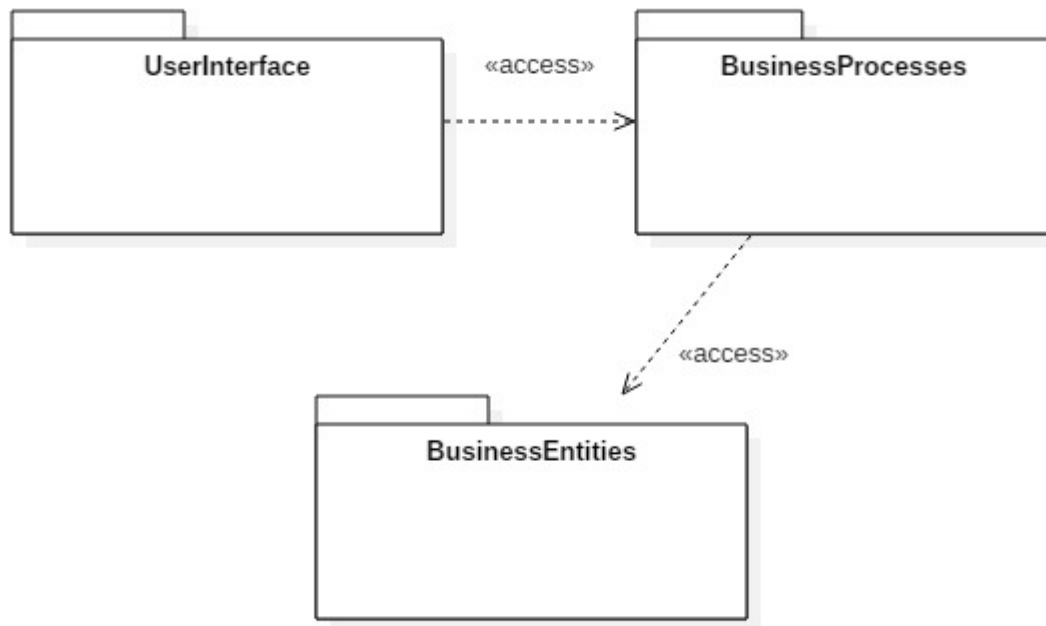 UserInterface
«access»
BusinessProcesses
«access»
BusinessEntities